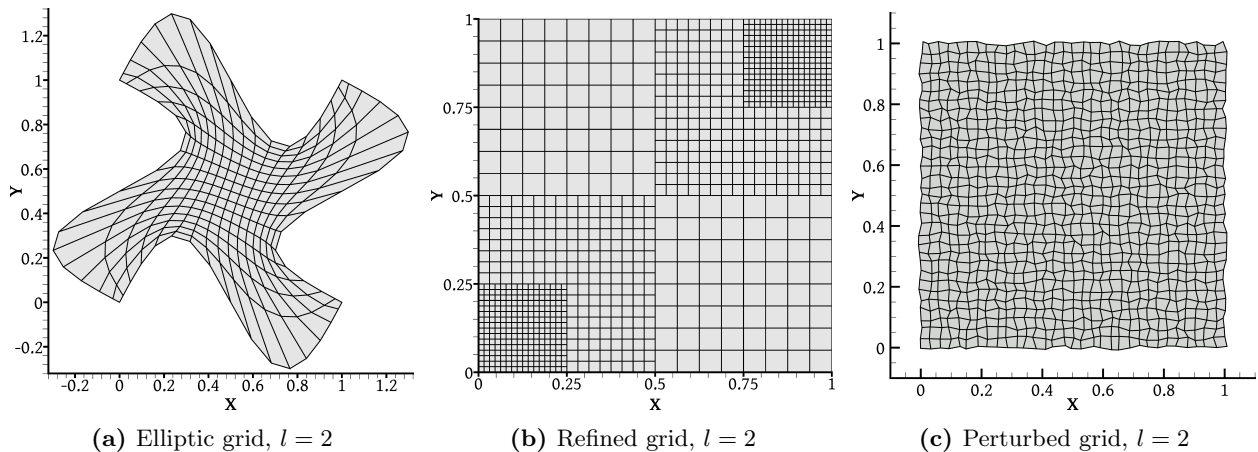 1.2
1
0.8
0.6
0.4
0.2
0
-0.2
Y
-0.2 0 0.2 0.4 0.6 0.8 1 1.2
X
(a) Elliptic grid, l = 2
1
0.75
0.5
0.25
0
Y
0 0.25 0.5 0.75 1
X
(b) Refined grid, l = 2
1
0.8
0.6
0.4
0.2
0
Y
0 0.2 0.4 0.6 0.8 1
X
(c) Perturbed grid, l = 2